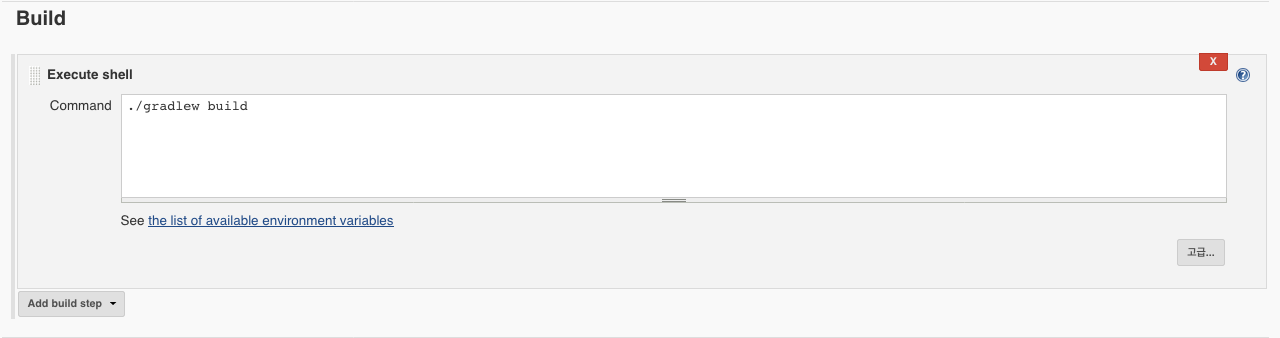 Build
Execute shell
X
?
Command
./gradlew build
See the list of available environment variables
고급...
Add build step